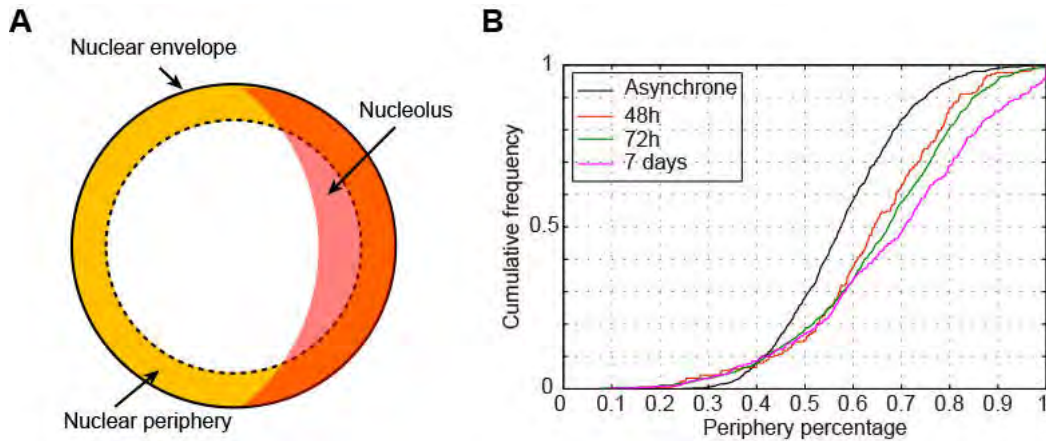 A
Nuclear envelope
Nucleolus
Nuclear periphery
B
Cumulative frequency
1
0.5
0
Asynchrone
48h
72h
7 days
0 0.1 0.2 0.3 0.4 0.5 0.6 0.7 0.8 0.9 1
Periphery percentage